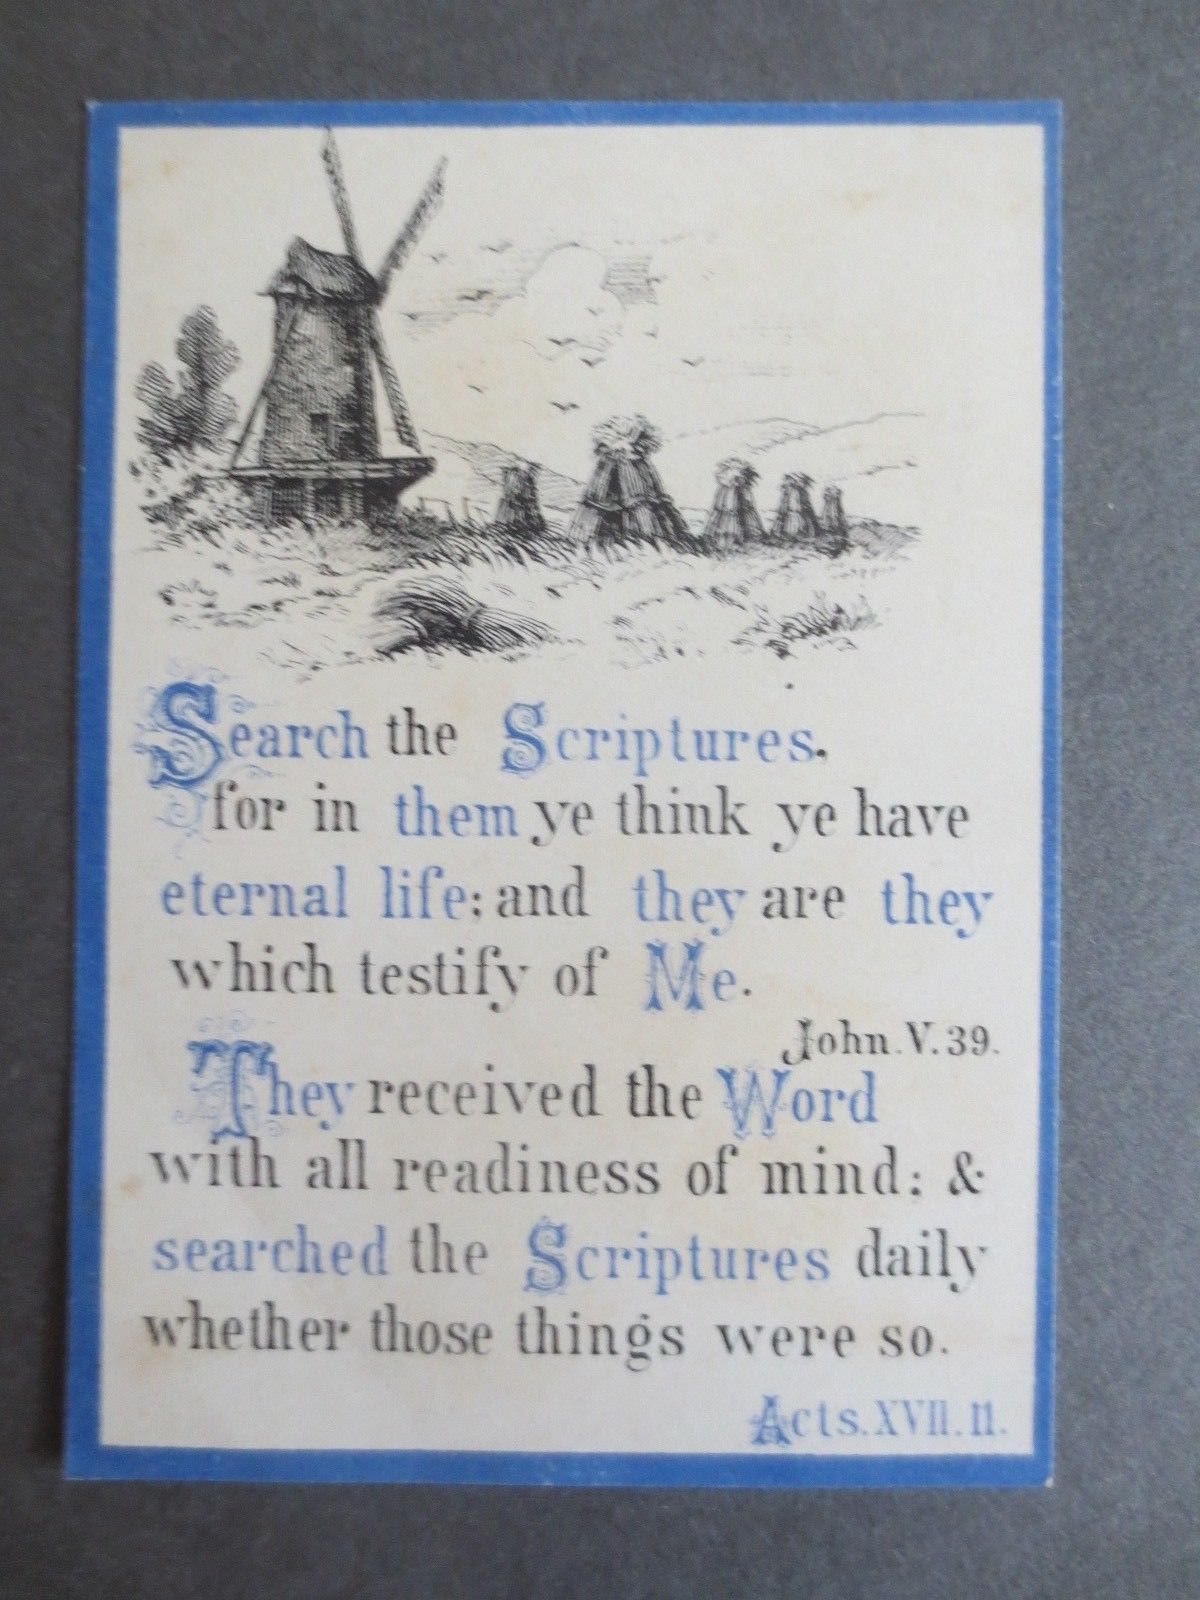 Search the Scriptures.
for in them ye think ye have
eternal life: and they are they
which testify of Me.
John. V. 39.
They received the Word
with all readiness of mind: &
searched the Scriptures daily
whether those things were so.
Acts. XVII. 11.